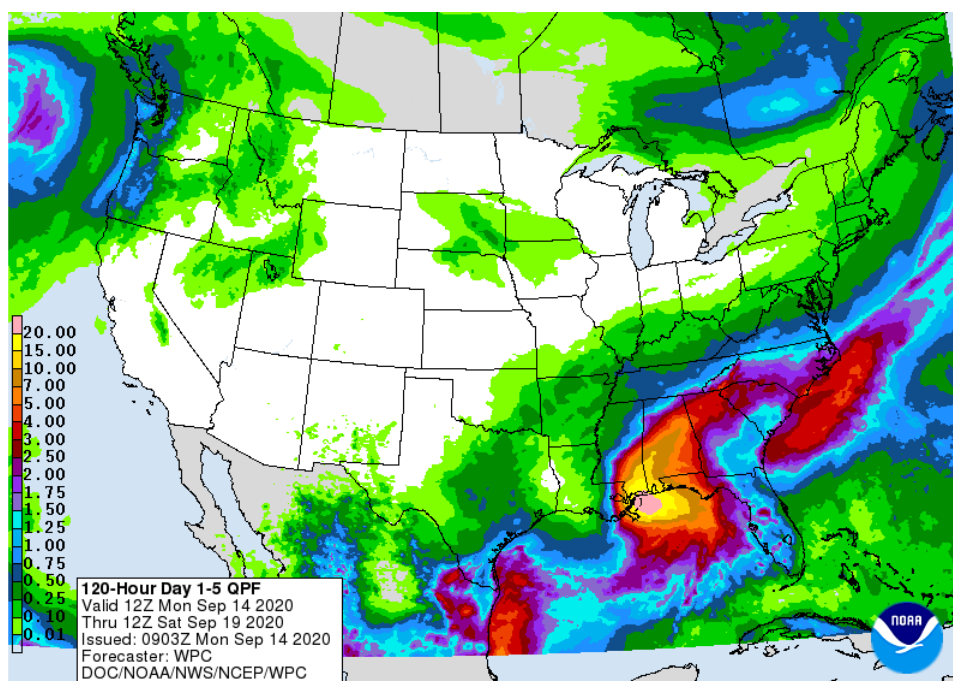 20.00
15.00
10.00
7.00
5.00
4.00
3.00
2.50
2.00
1.75
1.50
1.25
1.00
0.75
0.50
0.25
0.10
0.01
120-Hour Day 1-5 QPF
Valid 12Z Mon Sep 14 2020
Thru 12Z Sat Sep 19 2020
Issued: 0903Z Mon Sep 14 2020
Forecaster: WPC
DOC/NOAA/NWS/NCEP/WPC
NOAA